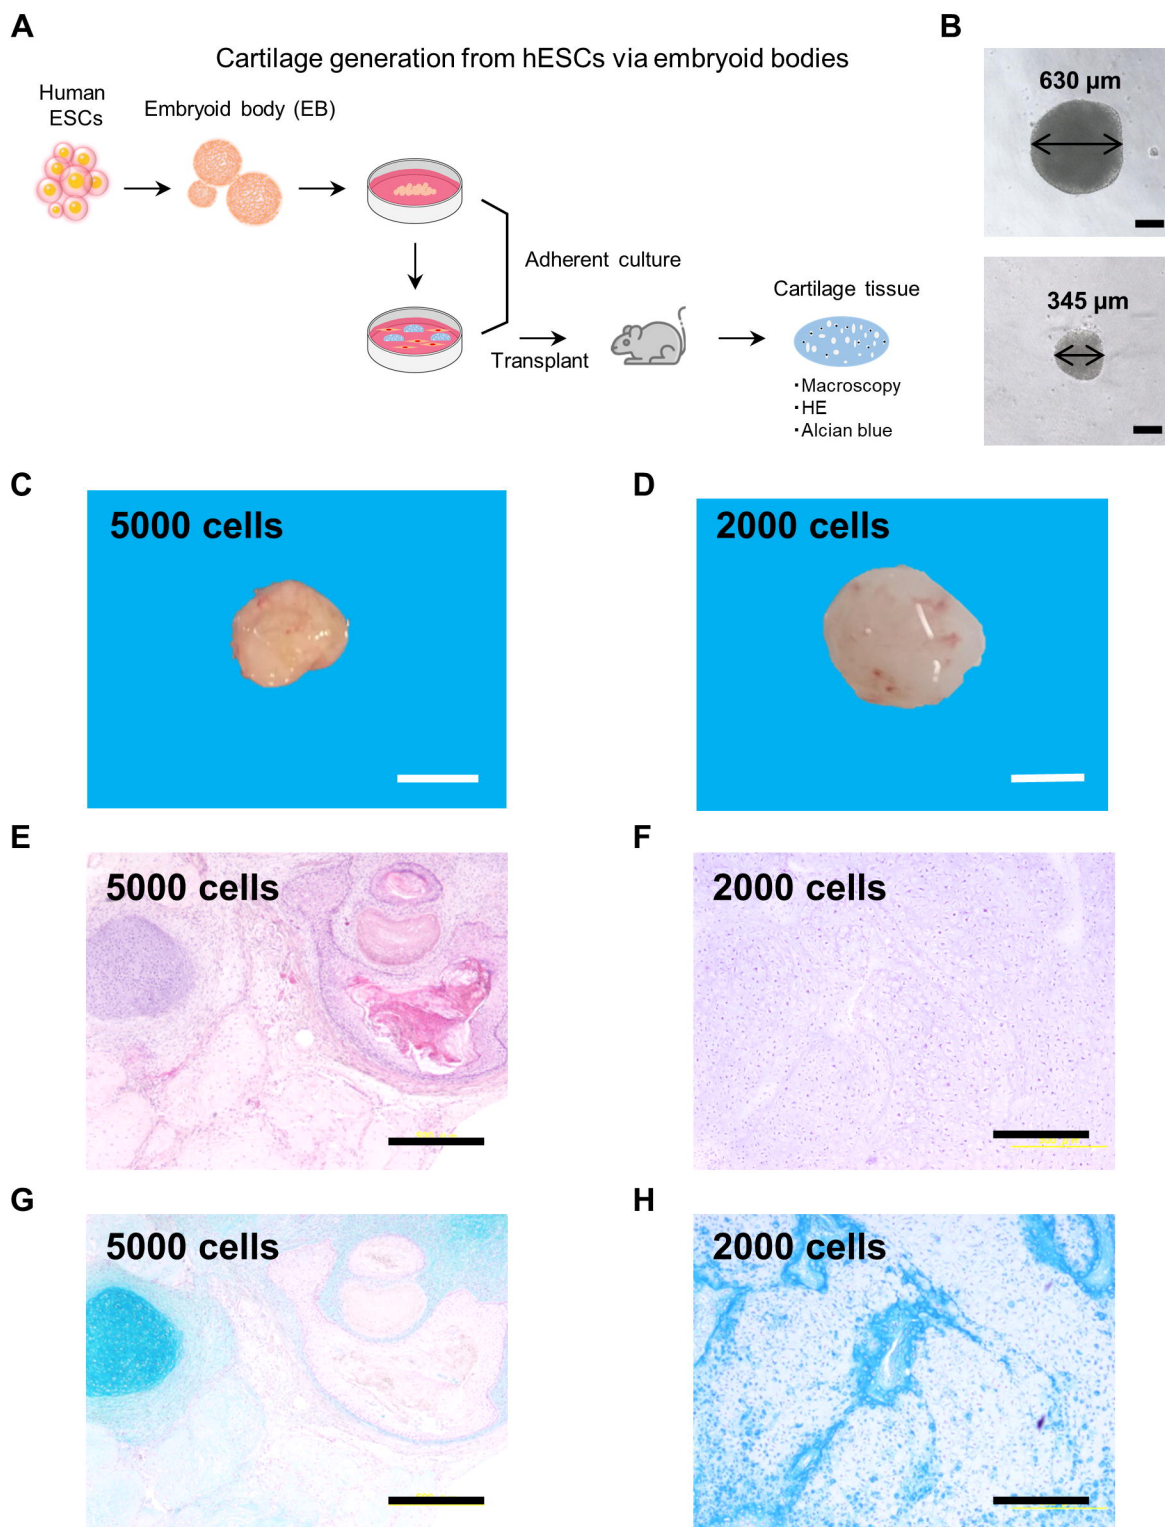 A
Cartilage generation from hESCs via embryoid bodies
Human
ESCs
Embryoid body (EB)
Adherent culture
Transplant
Cartilage tissue
・Macroscopy
・HE
・Alcian blue
B
630 µm
345 µm
C
5000 cells
D
2000 cells
E
5000 cells
F
2000 cells
G
5000 cells
H
2000 cells